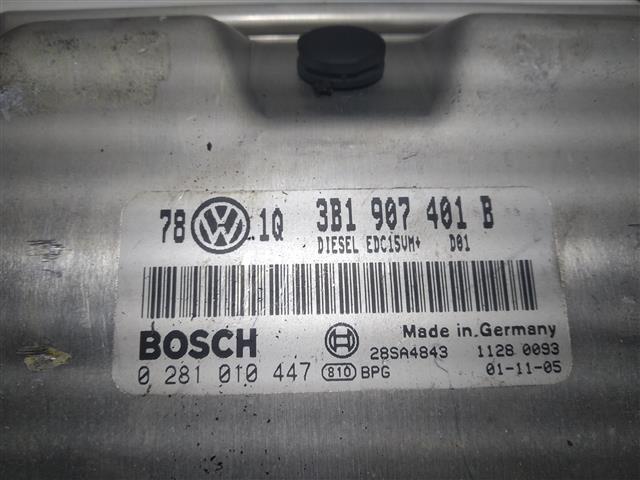 78 VW .1Q 3B1 907 401 B
DIESEL EDC15VM+ D01
BOSCH Made in Germany
28SA4843 1128 0093
0 281 010 447 810 BPG 01-11-05